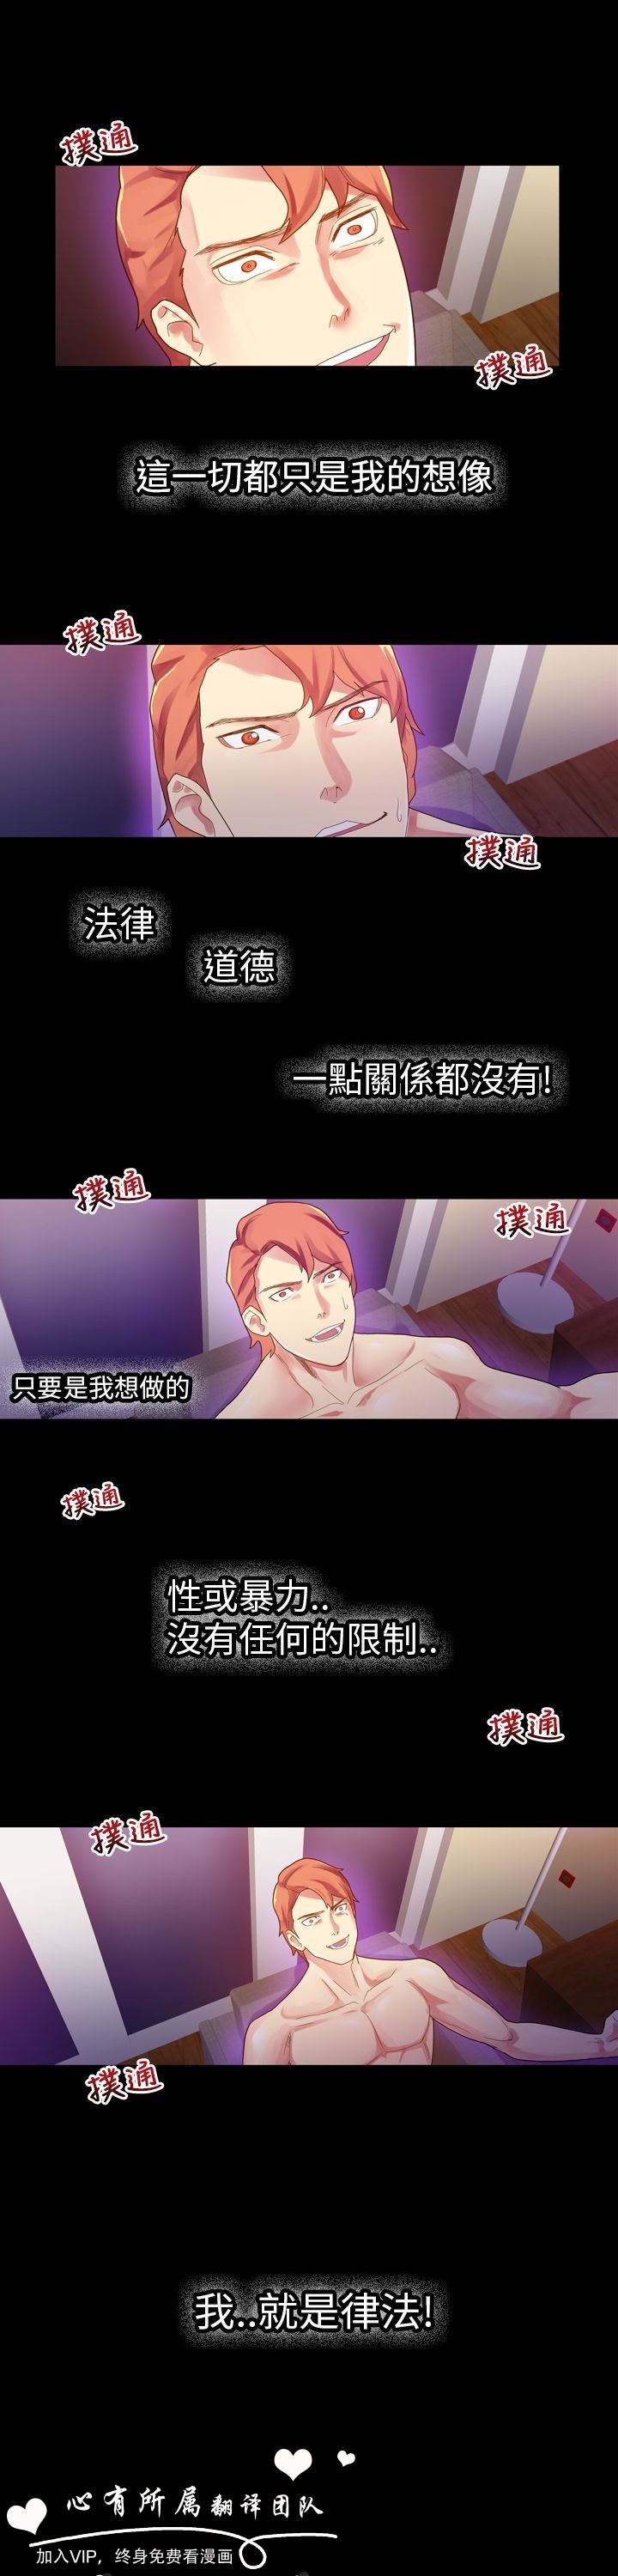 撲通
撲通
這一切都只是我的想像
撲通
撲通
法律
道德
一點關係都沒有!
撲通
撲通
只要是我想做的
撲通
性或暴力..
沒有任何的限制..
撲通
撲通
撲通
我..就是律法!
心有所属翻译团队
加入VIP，终身免费看漫画